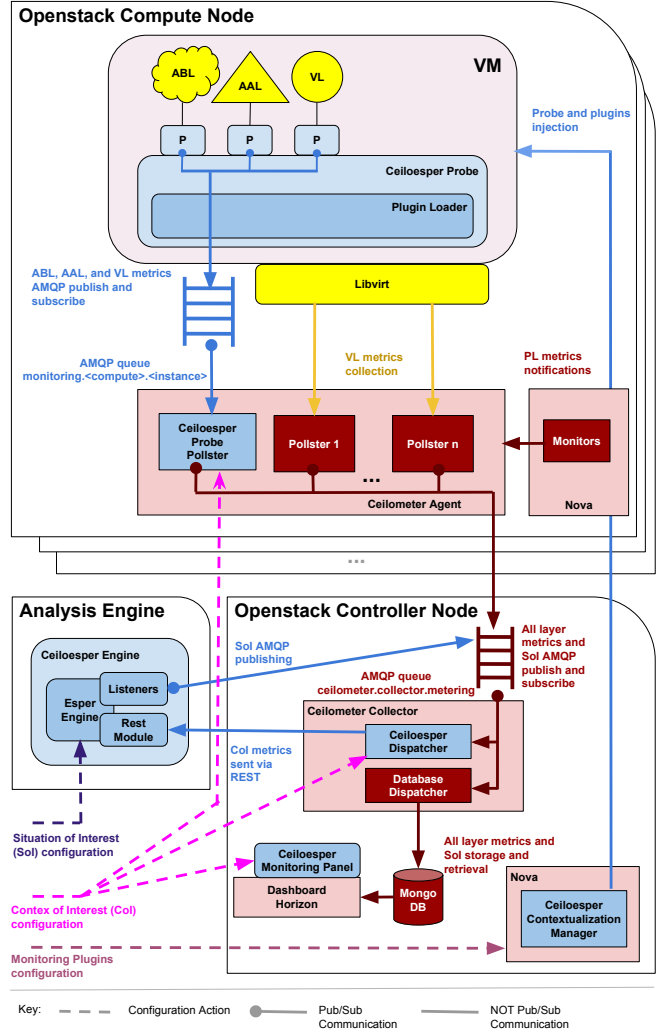 Openstack Compute Node
VM
ABL
AAL
VL
P
P
P
Probe and plugins
injection
Ceiloesper Probe
Plugin Loader
ABL, AAL, and VL metrics
AMQP publish and
subscribe
Libvirt
AMQP queue
monitoring.<compute>.<instance>
VL metrics
collection
PL metrics
notifications
Ceiloesper
Probe
Pollster
Pollster 1
Pollster n
...
Monitors
Ceilometer Agent
Nova
...
Analysis Engine
Openstack Controller Node
Ceiloesper Engine
SoI AMQP
publishing
Listeners
Esper
Engine
Rest
Module
All layer
metrics and
SoI AMQP
publish and
subscribe
AMQP queue
ceilometer.collector.metering
Ceilometer Collector
Ceiloesper
Dispatcher
CoI metrics
sent via
REST
Database
Dispatcher
Situation of Interest
(SoI) configuration
All layer metrics and
SoI storage and
retrieval
Ceiloesper
Monitoring Panel
Dashboard
Horizon
Mongo
DB
Nova
Ceiloesper
Contextualization
Manager
Contex of Interest (CoI)
configuration
Monitoring Plugins
configuration
Key:
Configuration Action
Pub/Sub
Communication
NOT Pub/Sub
Communication